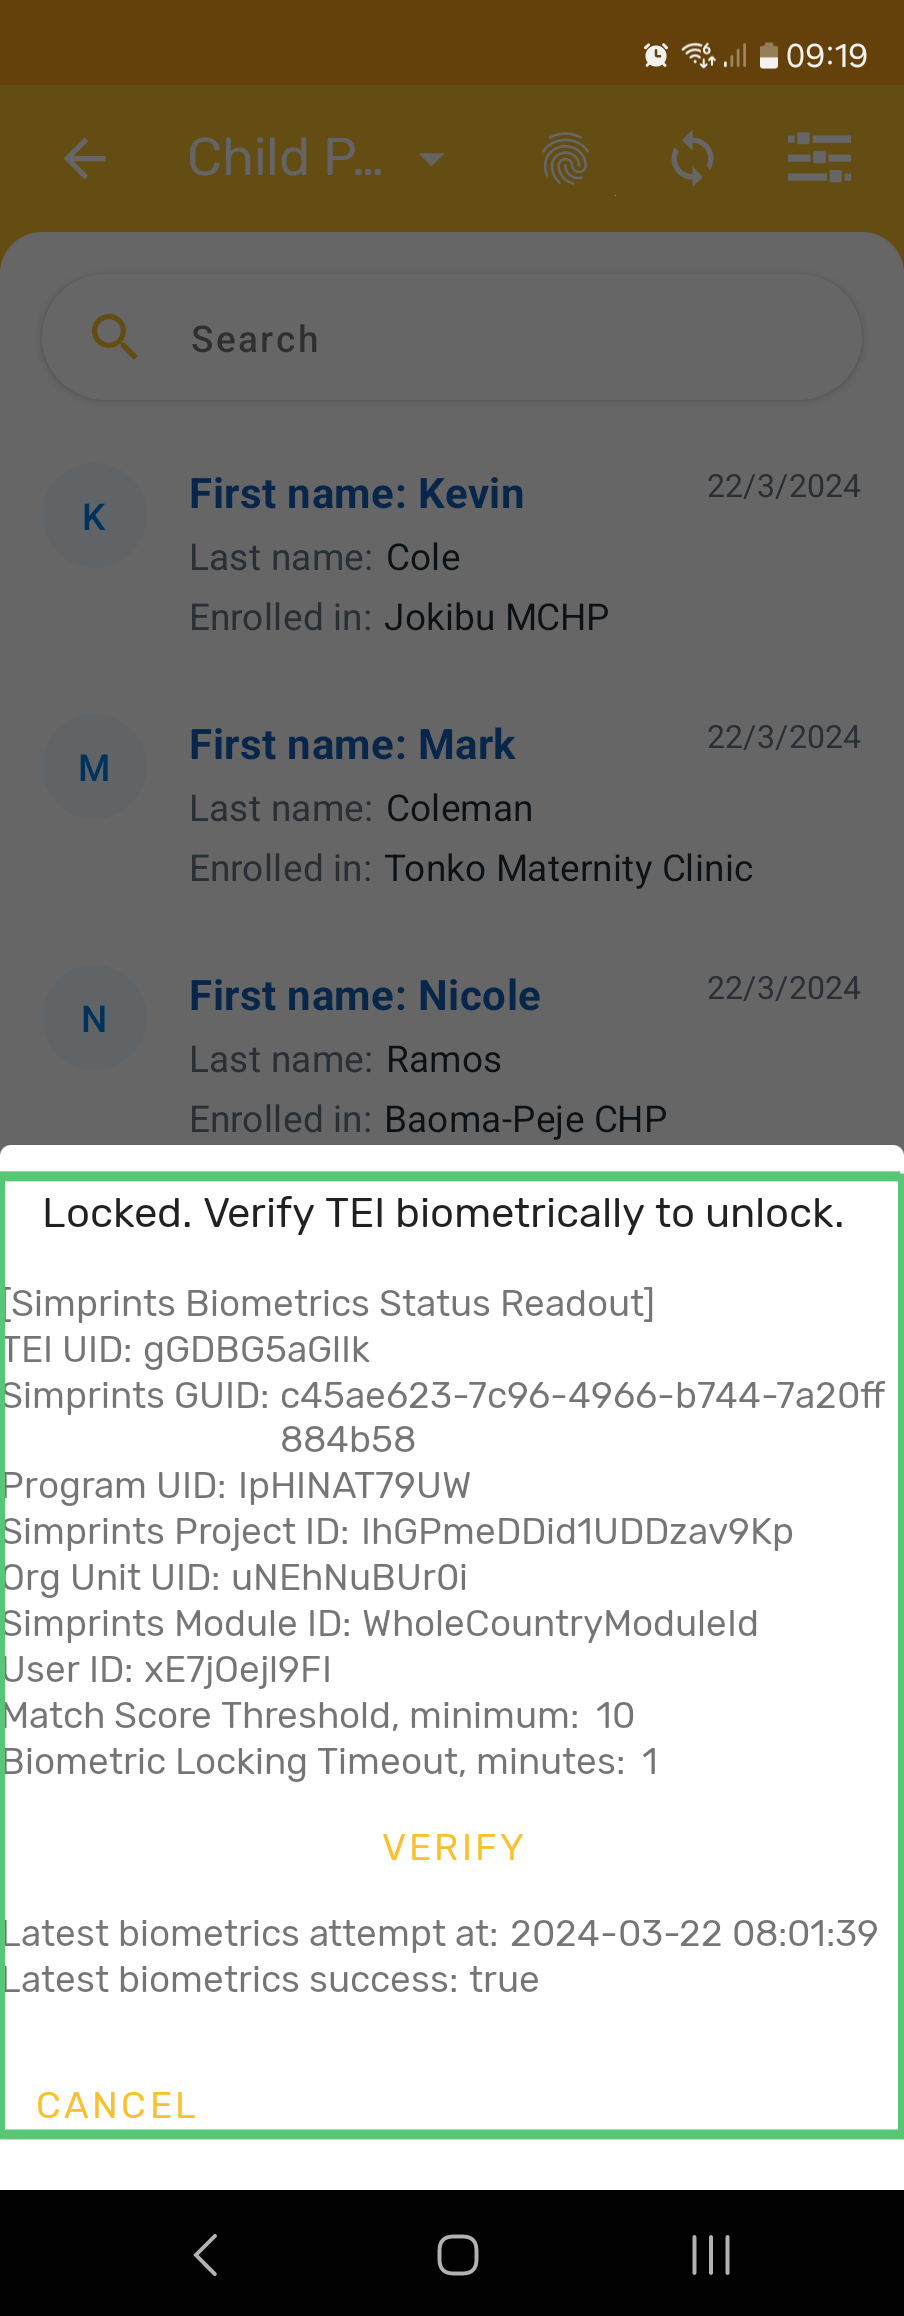 09:19
Child P...
Search
K
First name: Kevin
22/3/2024
Last name: Cole
Enrolled in: Jokibu MCHP
M
First name: Mark
22/3/2024
Last name: Coleman
Enrolled in: Tonko Maternity Clinic
N
First name: Nicole
22/3/2024
Last name: Ramos
Enrolled in: Baoma-Peje CHP
Locked. Verify TEI biometrically to unlock.
[Simprints Biometrics Status Readout]
TEI UID: gGDBG5aGlIk
Simprints GUID: c45ae623-7c96-4966-b744-7a20ff
884b58
Program UID: IpHINAT79UW
Simprints Project ID: IhGPmeDDid1UDDzav9Kp
Org Unit UID: uNEhNuBUr0i
Simprints Module ID: WholeCountryModuleId
User ID: xE7jOejl9FI
Match Score Threshold, minimum: 10
Biometric Locking Timeout, minutes: 1
VERIFY
Latest biometrics attempt at: 2024-03-22 08:01:39
Latest biometrics success: true
CANCEL